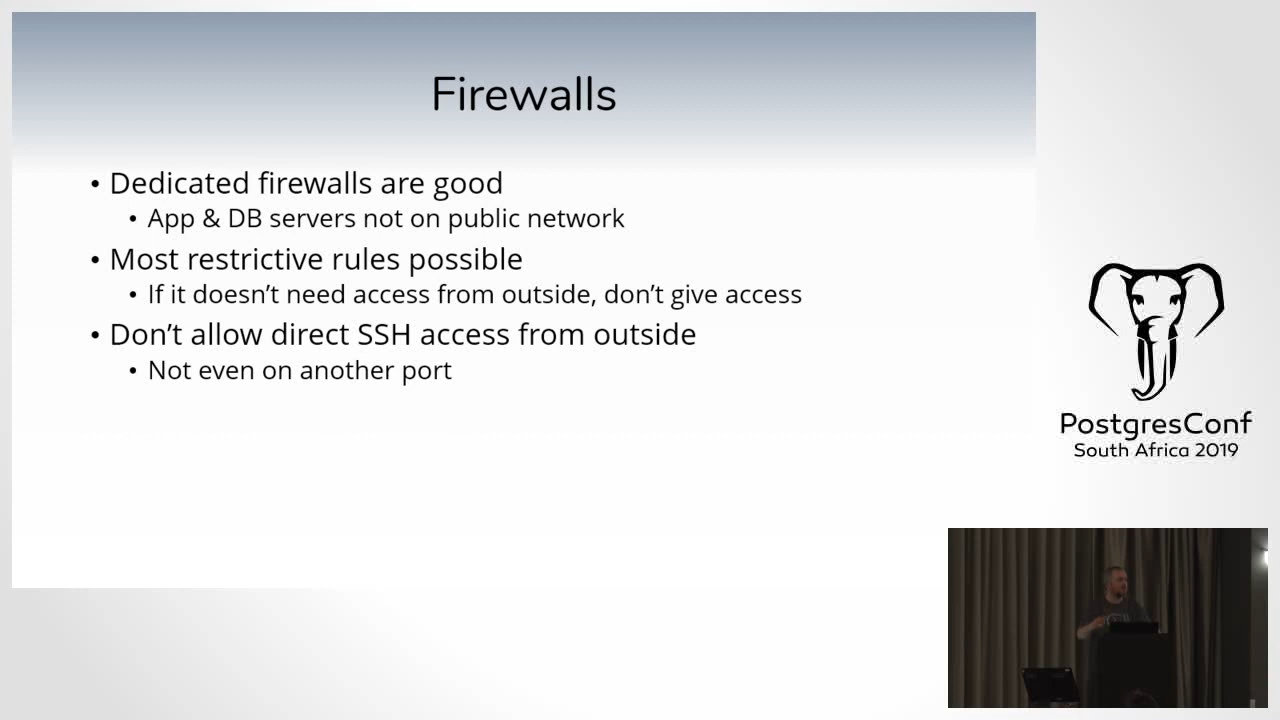 Firewalls
• Dedicated firewalls are good
• App & DB servers not on public network
• Most restrictive rules possible
• If it doesn’t need access from outside, don’t give access
• Don’t allow direct SSH access from outside
• Not even on another port
PostgresConf
South Africa 2019